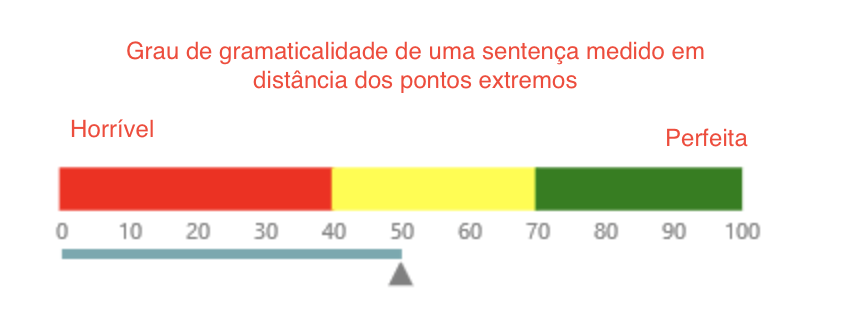 Grau de gramaticalidade de uma sentença medido em
distância dos pontos extremos
Horrível
Perfeita
0 10 20 30 40 50 60 70 80 90 100